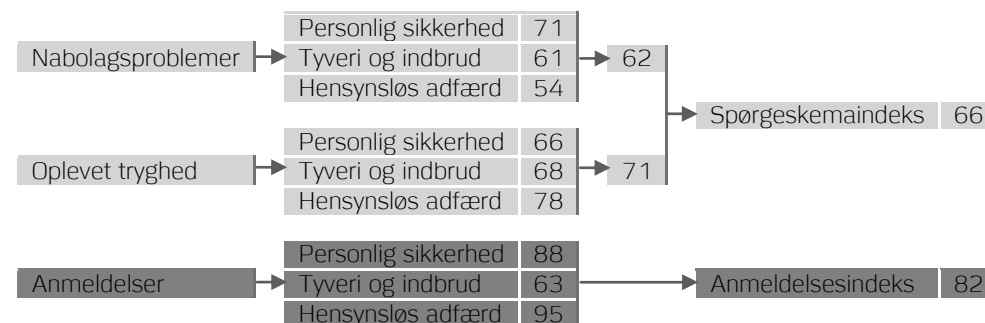 Personlig sikkerhed 71
Nabolagsproblemer Tyveri og indbrud 61 62
Hensynsløs adfærd 54
Spørgeskemaindeks 66
Personlig sikkerhed 66
Oplevet tryghed Tyveri og indbrud 68 71
Hensynsløs adfærd 78
Personlig sikkerhed 88
Anmeldelser Tyveri og indbrud 63 Anmeldelsesindeks 82
Hensynsløs adfærd 95